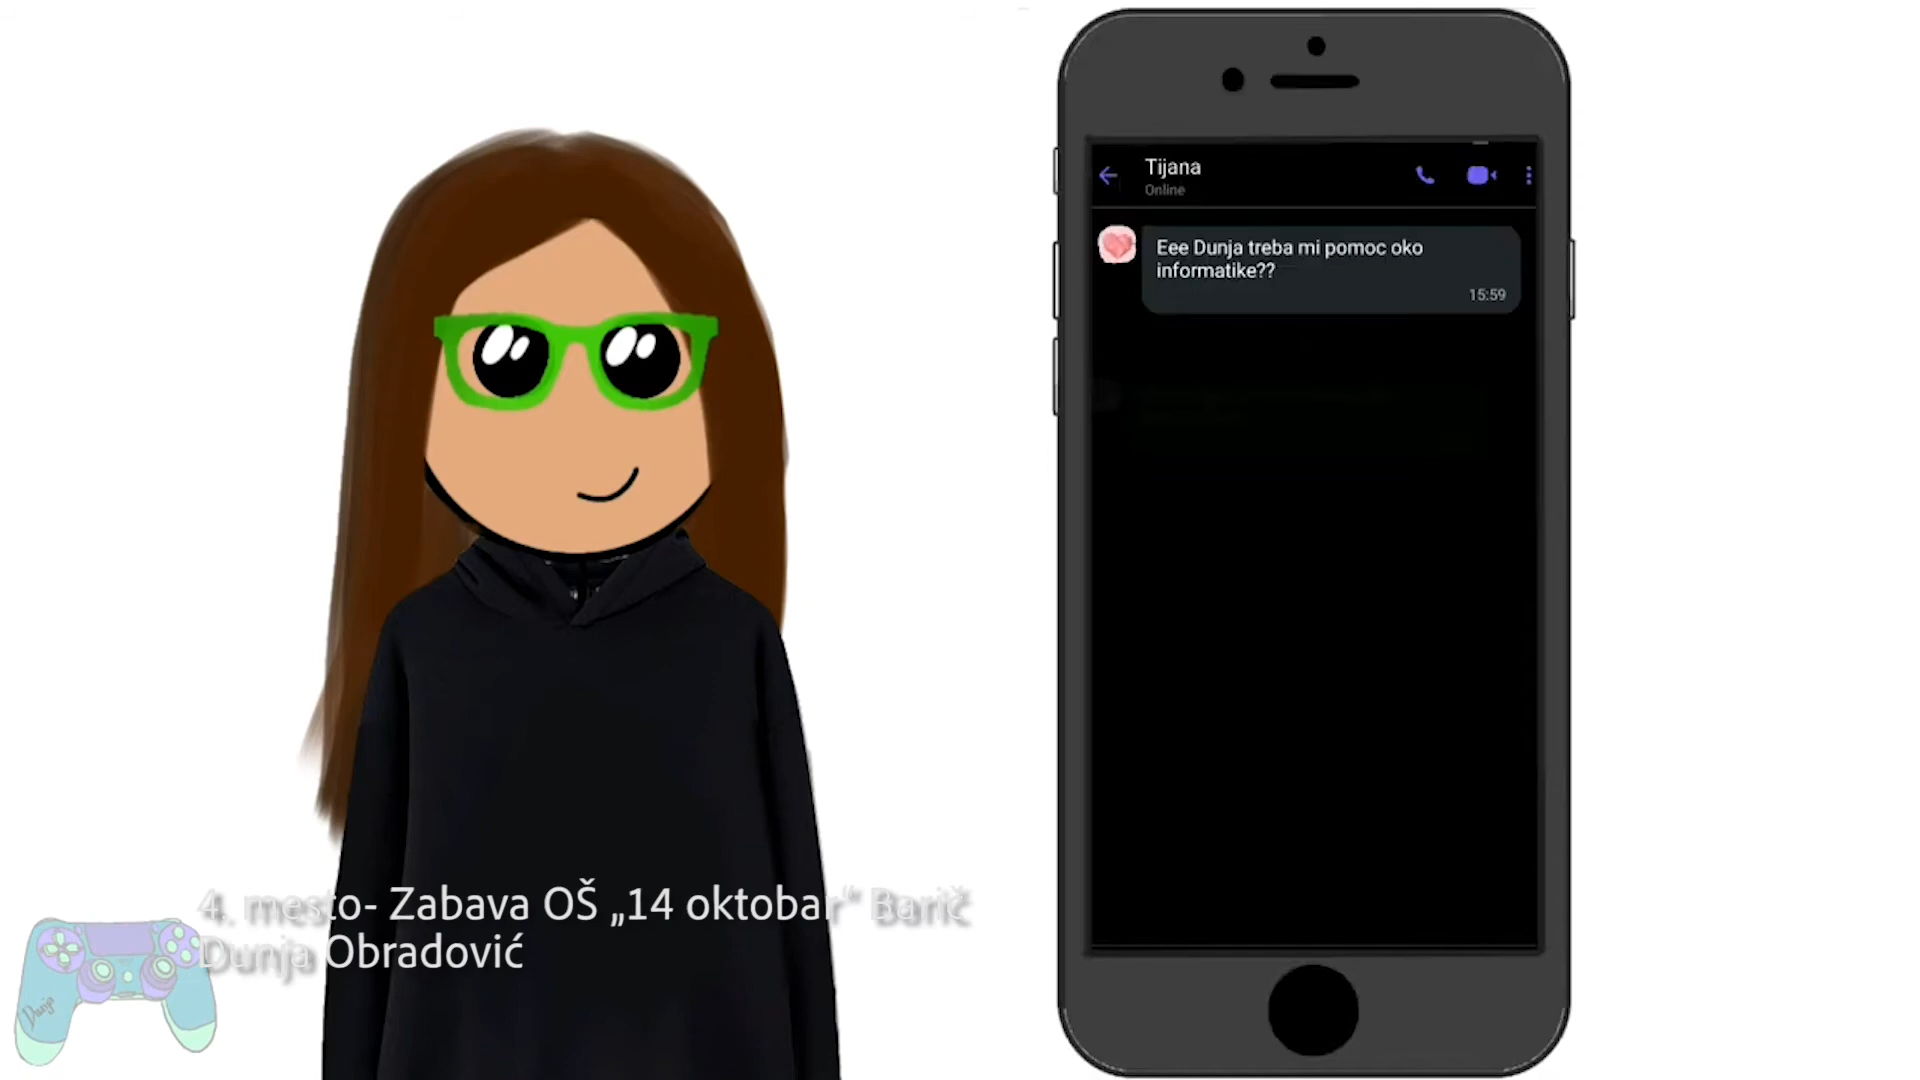 Tijana
Online
Eee Dunja treba mi pomoc oko
informatike??
15:59
4. mesto- Zabava OŠ „14 oktobar“ Barič
Dunja Obradović
Dunja